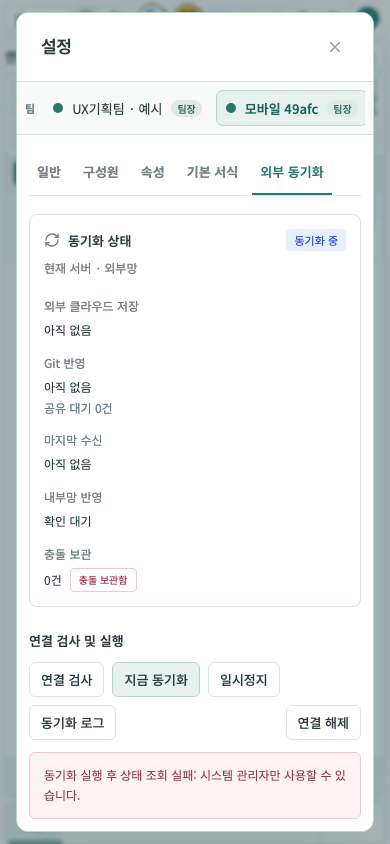 설정
팀
UX기획팀 · 예시 팀장
모바일 49afc 팀장
일반 구성원 속성 기본 서식 외부 동기화
동기화 상태 동기화 중
현재 서버 · 외부망
외부 클라우드 저장
아직 없음
Git 반영
아직 없음
공유 대기 0건
마지막 수신
아직 없음
내부망 반영
확인 대기
충돌 보관
0건 충돌 보관함
연결 검사 및 실행
연결 검사 지금 동기화 일시정지
동기화 로그 연결 해제
동기화 실행 후 상태 조회 실패: 시스템 관리자만 사용할 수 있
습니다.